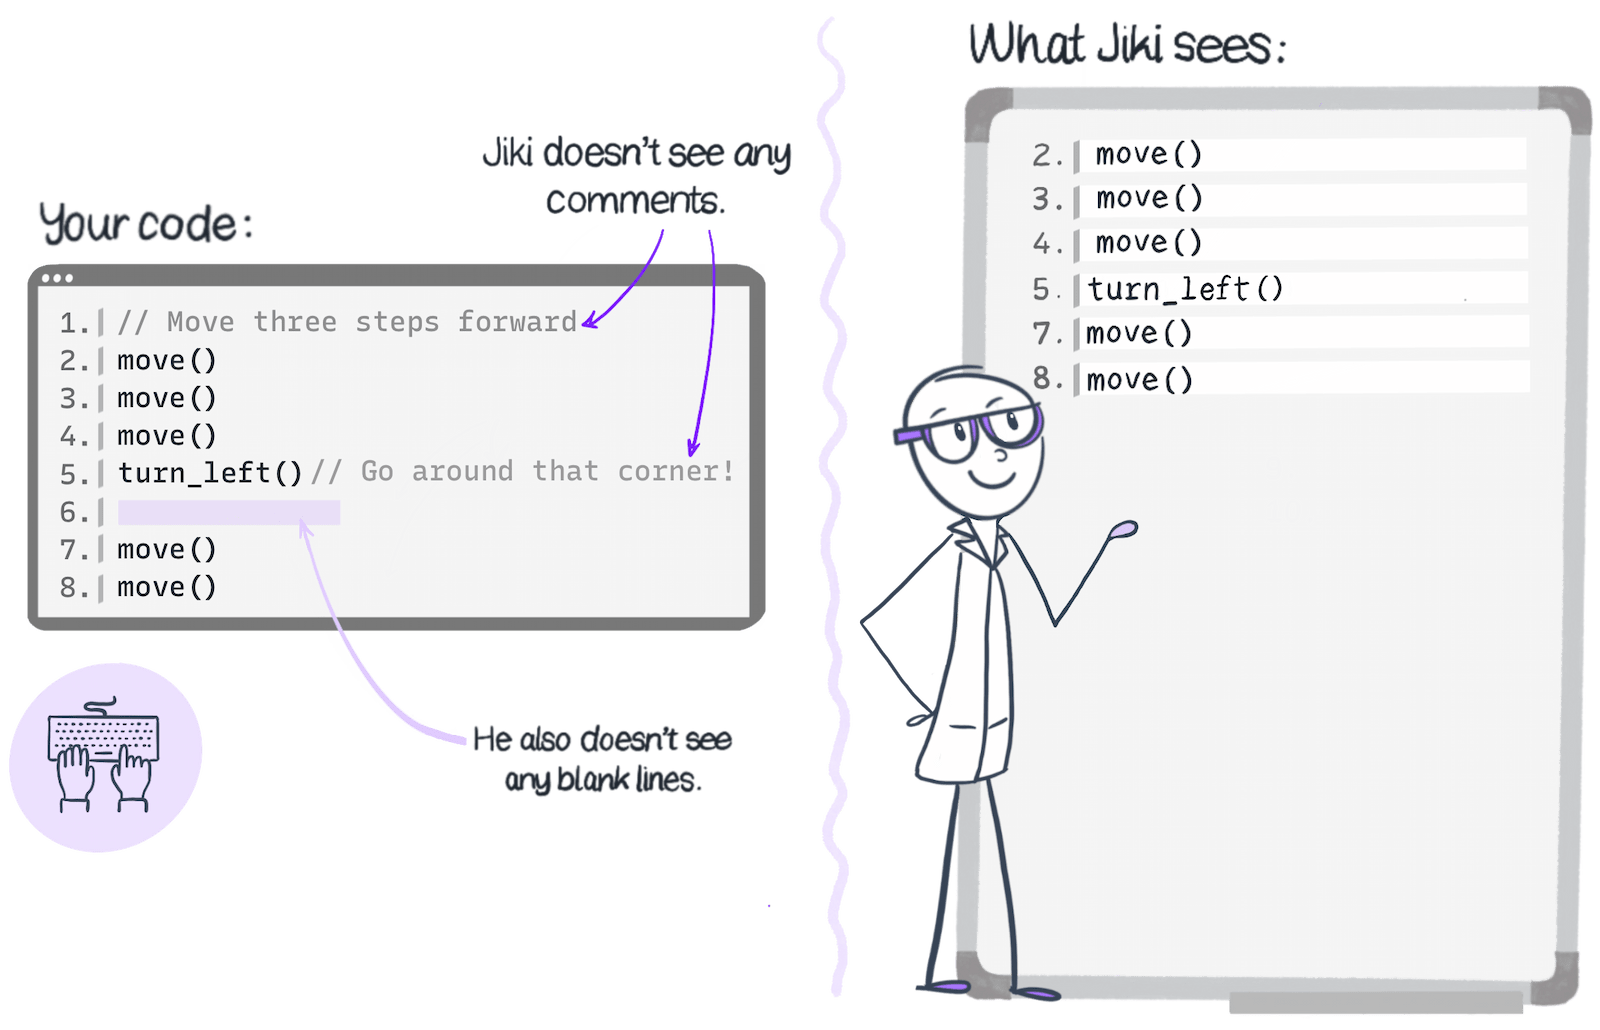 What Jiki sees:
Jiki doesn't see any
comments.
Your code:
1. // Move three steps forward
2. move()
3. move()
4. move()
5. turn_left() // Go around that corner!
6.
7. move()
8. move()
He also doesn't see
any blank lines.
2. move()
3. move()
4. move()
5. turn_left()
7. move()
8. move()